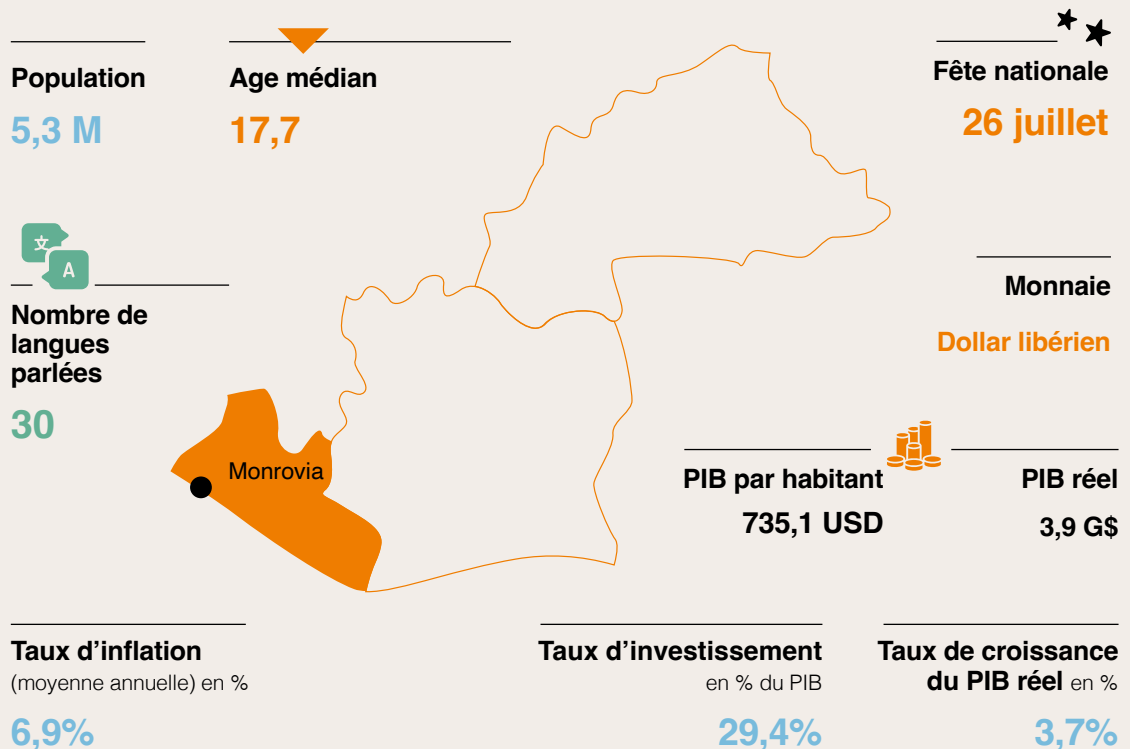 Population
5,3 M
Age médian
17,7
Fête nationale
26 juillet
文
A
Nombre de
langues
parlées
30
Monnaie
Dollar libérien
Monrovia
PIB par habitant
735,1 USD
PIB réel
3,9 G$
Taux d’inflation
(moyenne annuelle) en %
6,9%
Taux d’investissement
en % du PIB
29,4%
Taux de croissance
du PIB réel en %
3,7%